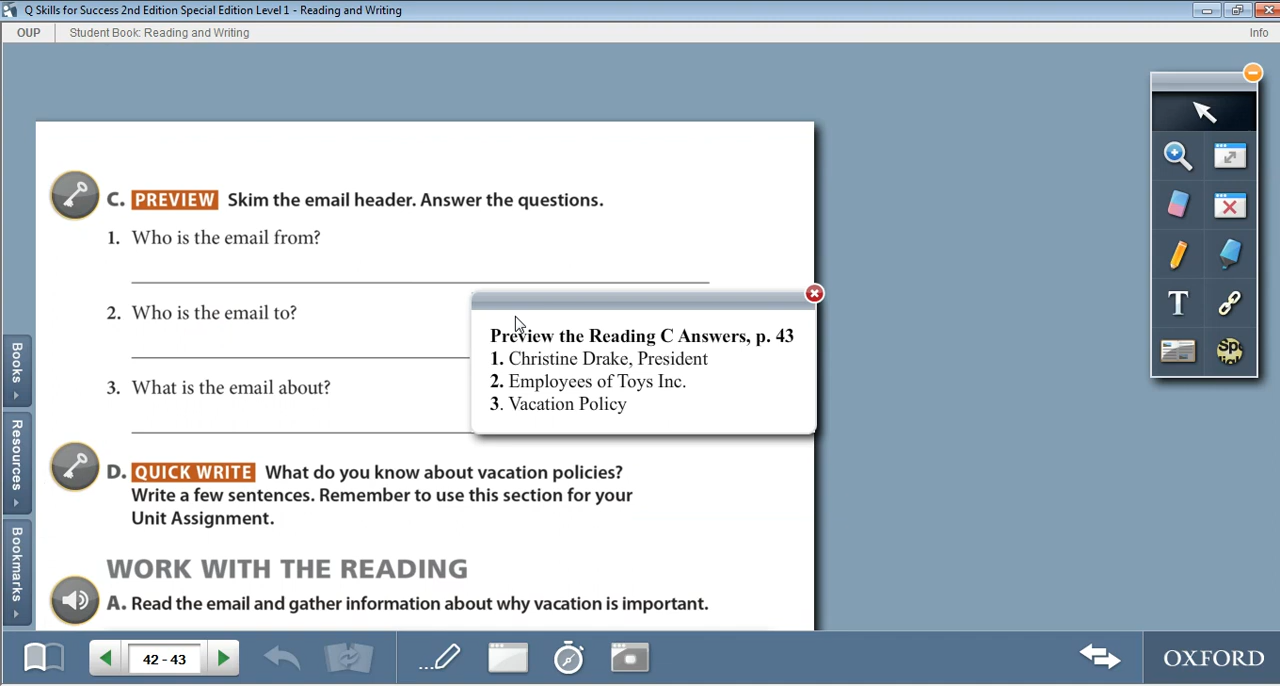 Q Skills for Success 2nd Edition Special Edition Level 1 - Reading and Writing
OUP
Student Book: Reading and Writing
Info
C. PREVIEW Skim the email header. Answer the questions.
1. Who is the email from?
2. Who is the email to?
3. What is the email about?
Preview the Reading C Answers, p. 43
1. Christine Drake, President
2. Employees of Toys Inc.
3. Vacation Policy
D. QUICK WRITE What do you know about vacation policies?
Write a few sentences. Remember to use this section for your
Unit Assignment.
WORK WITH THE READING
A. Read the email and gather information about why vacation is important.
Books
Resources
Bookmarks
T
42 - 43
OXFORD